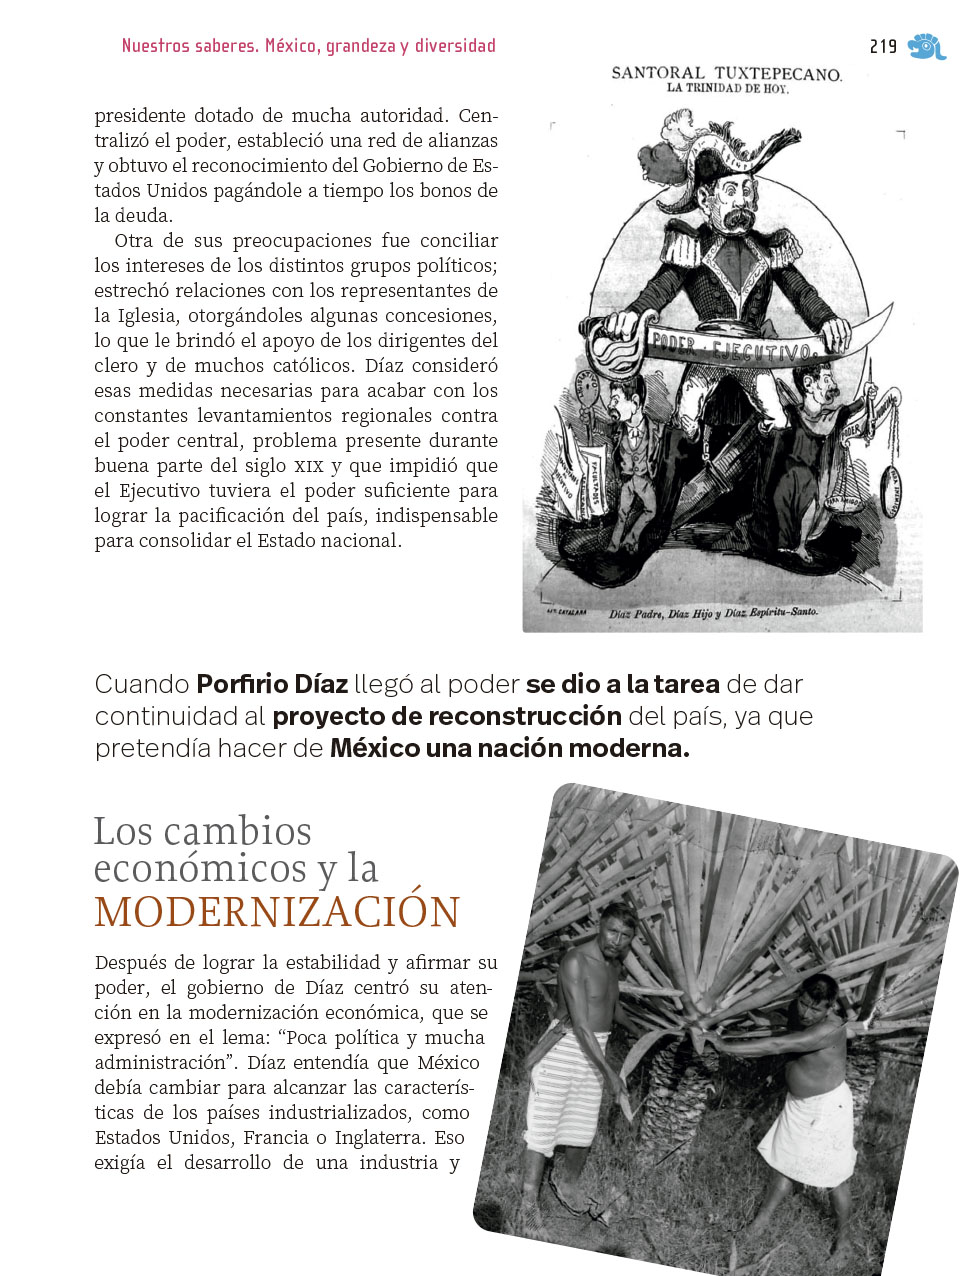 Nuestros saberes. México, grandeza y diversidad
219
presidente dotado de mucha autoridad. Cen-
tralizó el poder, estableció una red de alianzas
y obtuvo el reconocimiento del Gobierno de Es-
tados Unidos pagándole a tiempo los bonos de
la deuda.
Otra de sus preocupaciones fue conciliar
los intereses de los distintos grupos políticos;
estrechó relaciones con los representantes de
la Iglesia, otorgándoles algunas concesiones,
lo que le brindó el apoyo de los dirigentes del
clero y de muchos católicos. Díaz consideró
esas medidas necesarias para acabar con los
constantes levantamientos regionales contra
el poder central, problema presente durante
buena parte del siglo XIX y que impidió que
el Ejecutivo tuviera el poder suficiente para
lograr la pacificación del país, indispensable
para consolidar el Estado nacional.
SANTORAL TUXTEPECANO.
LA TRINIDAD DE HOY.
PODER EJECUTIVO.
PODER
PARA AMIGOS
FACULTADES
Díaz Padre, Díaz Hijo y Díaz Espíritu-Santo.
Cuando Porfirio Díaz llegó al poder se dio a la tarea de dar
continuidad al proyecto de reconstrucción del país, ya que
pretendía hacer de México una nación moderna.
Los cambios
económicos y la
MODERNIZACIÓN
Después de lograr la estabilidad y afirmar su
poder, el gobierno de Díaz centró su aten-
ción en la modernización económica, que se
expresó en el lema: “Poca política y mucha
administración”. Díaz entendía que México
debía cambiar para alcanzar las caracterís-
ticas de los países industrializados, como
Estados Unidos, Francia o Inglaterra. Eso
exigía el desarrollo de una industria y